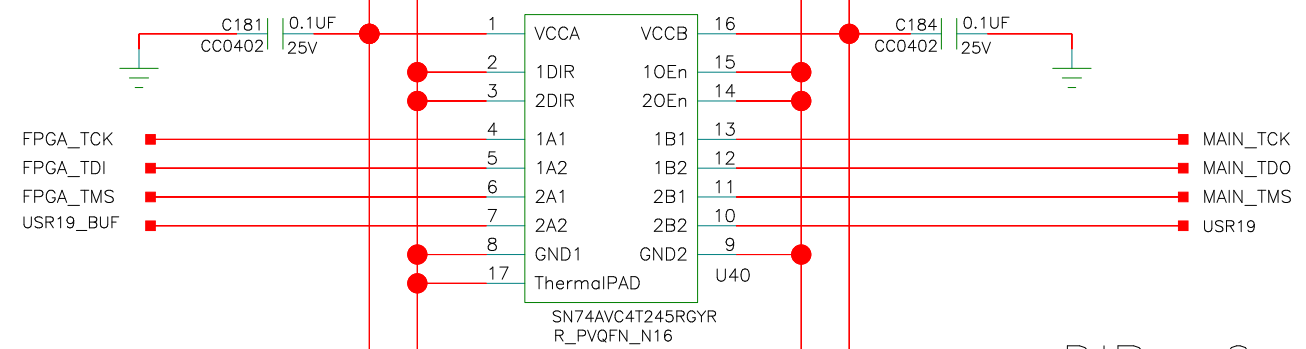 C181 0.1UF
CC0402 25V
1 VCCA VCCB 16
C184 0.1UF
CC0402 25V
2 1DIR 1OEn 15
3 2DIR 2OEn 14
FPGA_TCK 4 1A1 1B1 13 MAIN_TCK
FPGA_TDI 5 1A2 1B2 12 MAIN_TDO
FPGA_TMS 6 2A1 2B1 11 MAIN_TMS
USR19_BUF 7 2A2 2B2 10 USR19
8 GND1 GND2 9
17 ThermalPAD U40
SN74AVC4T245RGYR
R_PVQFN_N16